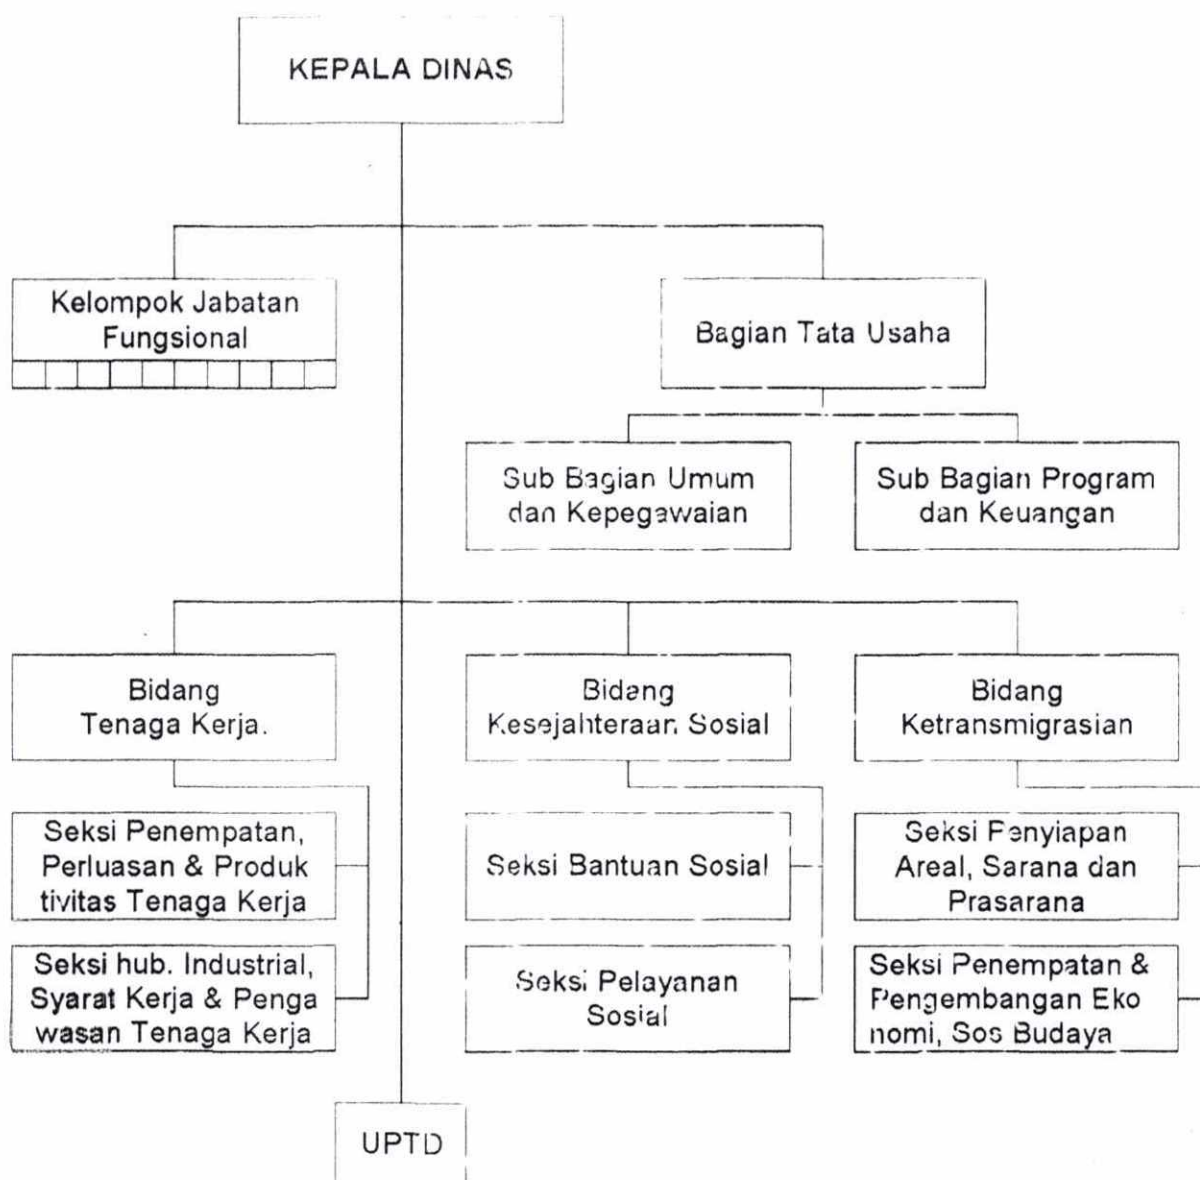 KEPALA DINAS
Kelompok Jabatan
Fungsional
Bagian Tata Usaha
Sub Bagian Umum
dan Kepegawaian
Sub Bagian Program
dan Keuangan
Bidang
Tenaga Kerja.
Bidang
Kesejahteraan Sosial
Bidang
Ketransmigrasian
Seksi Penempatan,
Perluasan & Produk
tivitas Tenaga Kerja
Seksi Bantuan Sosial
Seksi Penyiapan
Areal, Sarana dan
Prasarana
Seksi hub. Industrial,
Syarat Kerja & Penga
wasan Tenaga Kerja
Seksi Pelayanan
Sosial
Seksi Penempatan &
Pengembangan Eko
nomi, Sos Budaya
UPTD